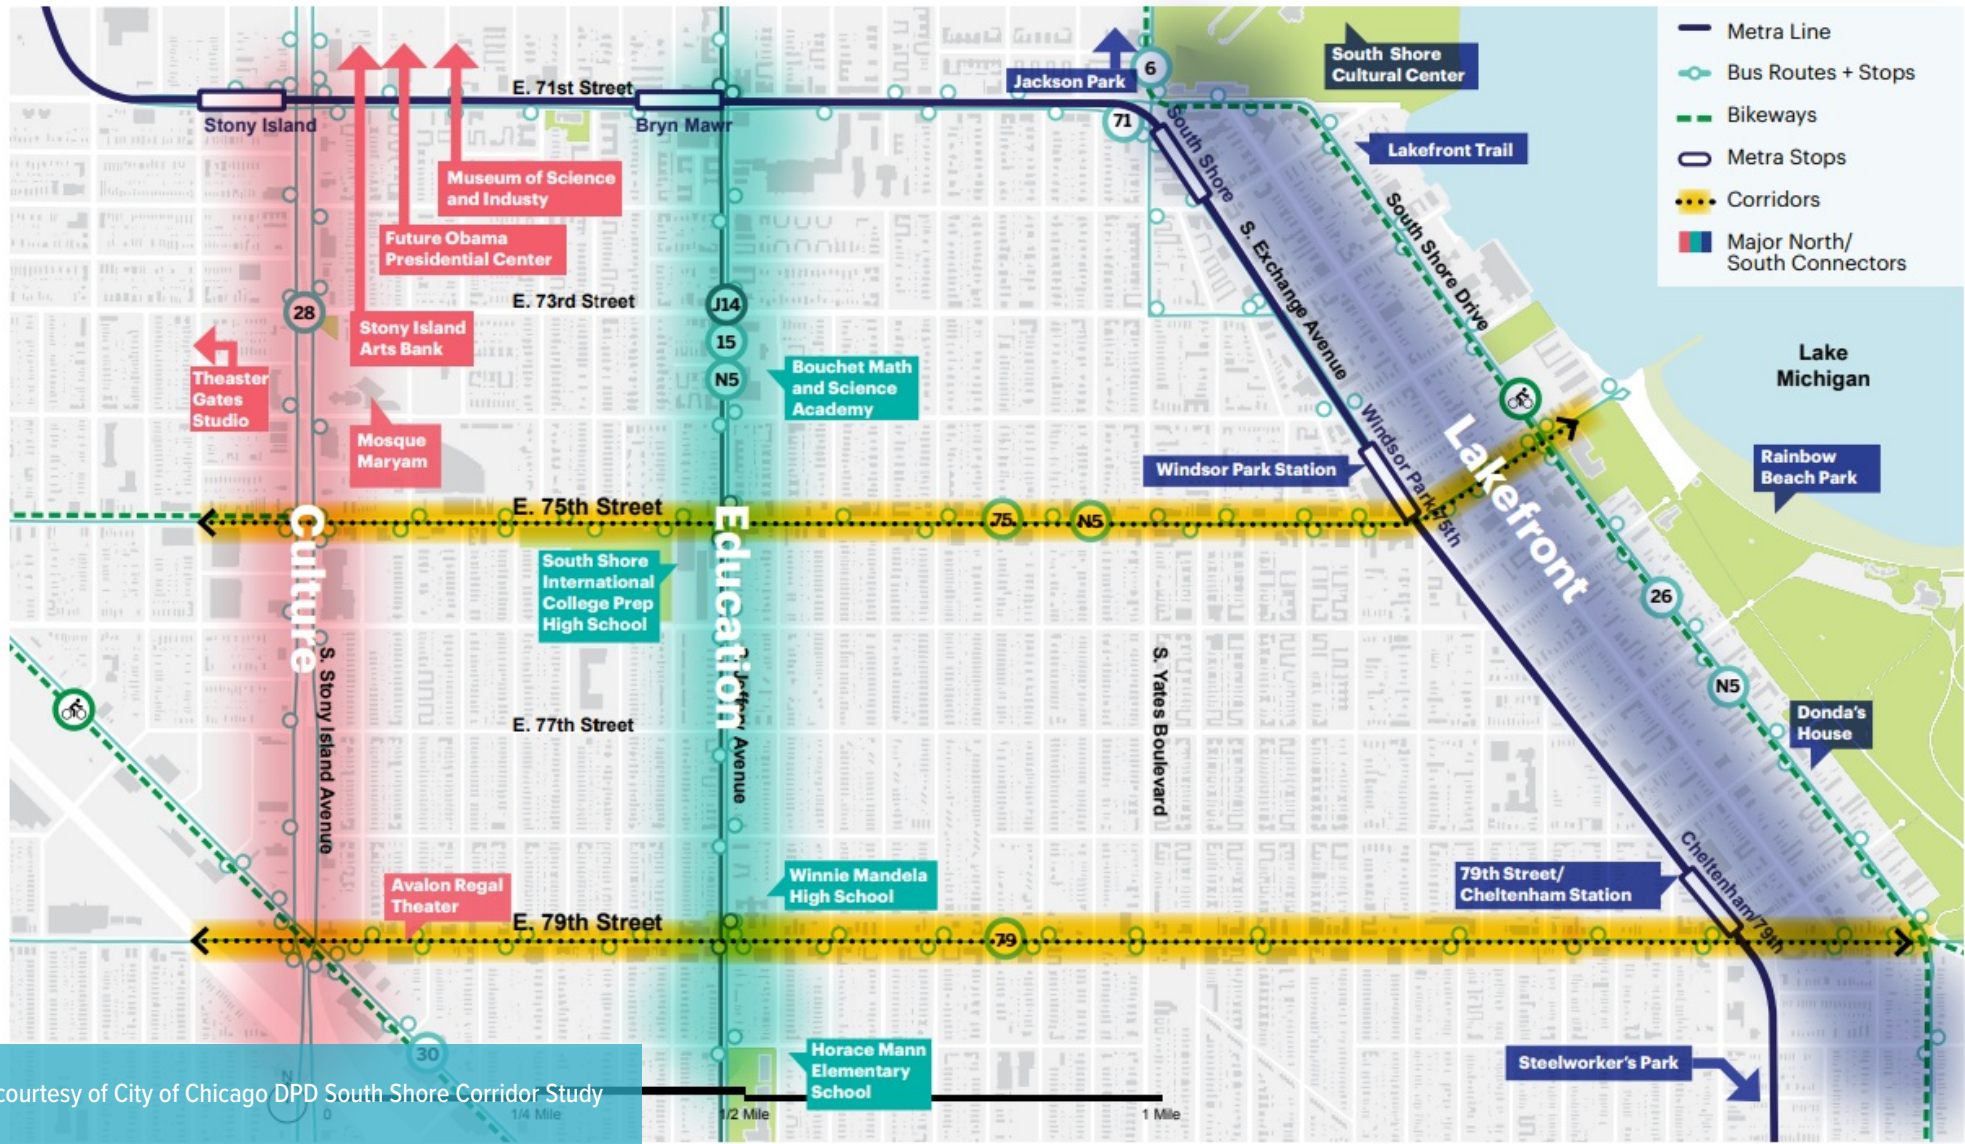 Metra Line
Bus Routes + Stops
Bikeways
Metra Stops
Corridors
Major North/
South Connectors
South Shore
Cultural Center
Jackson Park
6
71
E. 71st Street
Stony Island
Bryn Mawr
South Shore
Lakefront Trail
Museum of Science
and Industy
Future Obama
Presidential Center
South Shore Drive
S. Exchange Avenue
E. 73rd Street
28
J14
15
N5
Stony Island
Arts Bank
Theaster
Gates
Studio
Bouchet Math
and Science
Academy
Lake
Michigan
Mosque
Maryam
Windsor Park Station
Windsor Park/75th
Rainbow
Beach Park
E. 75th Street
75
N5
Culture
Education
Lakefront
South Shore
International
College Prep
High School
26
N5
S. Stony Island Avenue
Avenue
S. Yates Boulevard
E. 77th Street
Donda's
House
Avalon Regal
Theater
Winnie Mandela
High School
79th Street/
Cheltenham Station
Cheltenham/79th
E. 79th Street
79
30
Horace Mann
Elementary
School
Steelworker's Park
courtesy of City of Chicago DPD South Shore Corridor Study
N
0
1/4 Mile
1/2 Mile
1 Mile